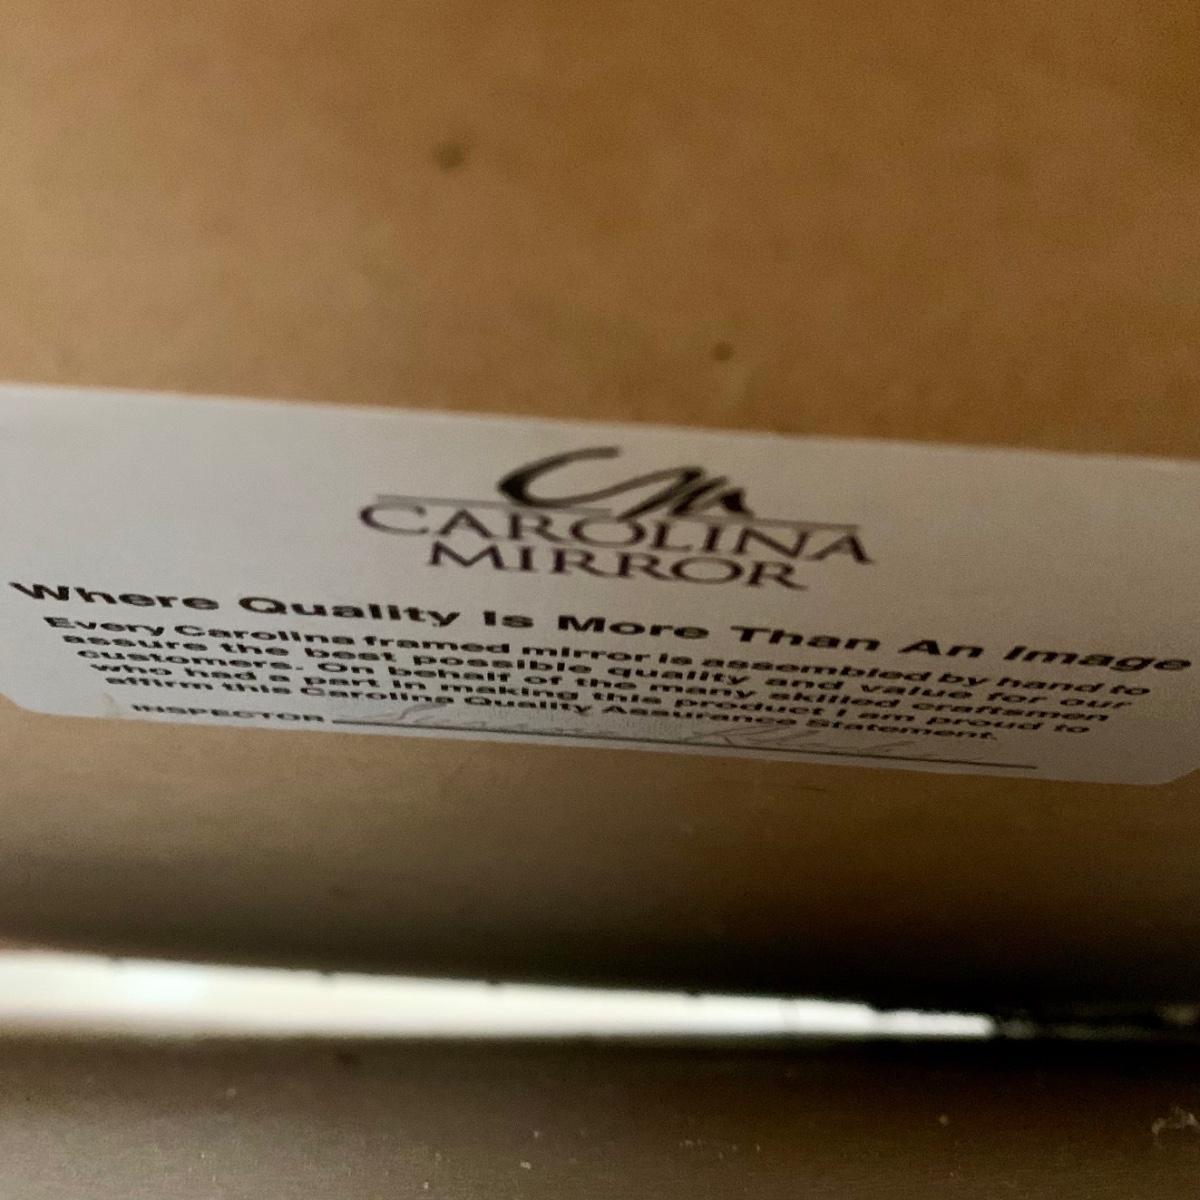 CM
CAROLINA
MIRROR
Where Quality Is More Than An Image
Every Carolina framed mirror is assembled by hand to
assure the best possible quality and value for our
customers. On behalf of the many skilled craftsmen
who had a part in making this product I am proud to
affirm this Carolina Quality Assurance Statement.
INSPECTOR